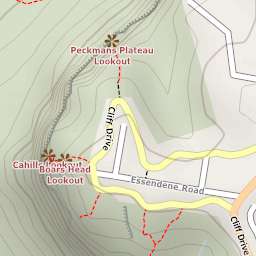 Peckmans Plateau
Lookout
Cliff Drive
Cahills Lookout
Boars Head
Lookout
Essendene Road
Cliff Drive